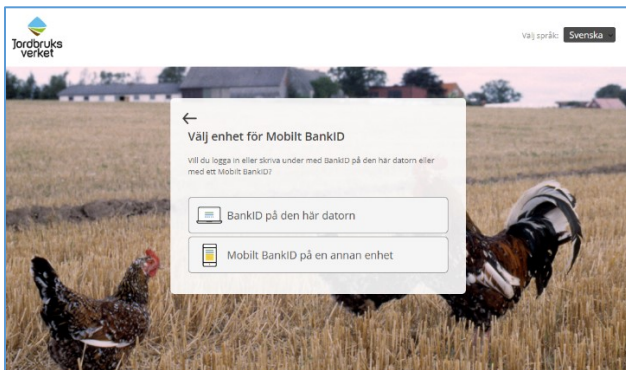 Jordbruks
verket
Välj språk: Svenska
Välj enhet för Mobilt BankID
Vill du logga in eller skriva under med BankID på den här datorn eller
med ett Mobilt BankID?
BankID på den här datorn
Mobilt BankID på en annan enhet